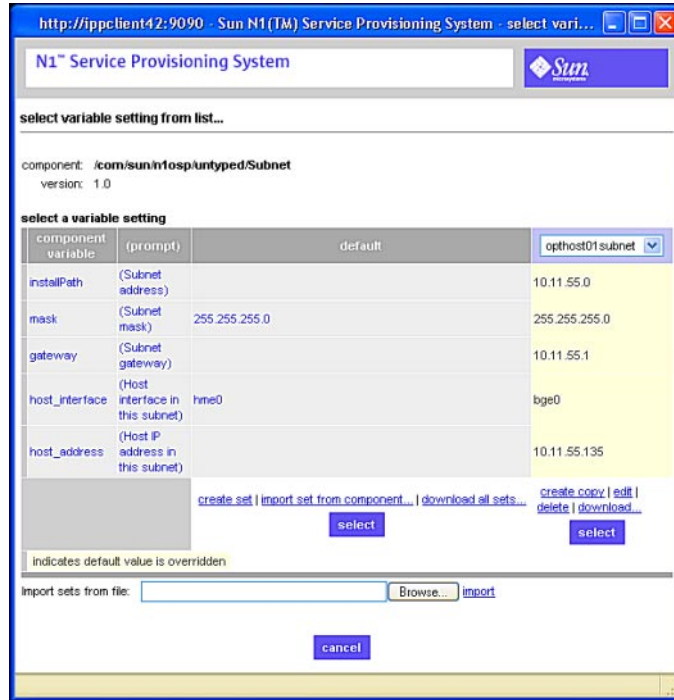 http://ippclient42:9090 - Sun N1(TM) Service Provisioning System - select vari...
N1™ Service Provisioning System
Sun
microsystems
select variable setting from list...
component: /com/sun/n1osp/untyped/Subnet
version: 1.0
select a variable setting
component variable (prompt) default opthost01subnet
installPath (Subnet address) 10.11.55.0
mask (Subnet mask) 255.255.255.0 255.255.255.0
gateway (Subnet gateway) 10.11.55.1
host_interface (Host interface in this subnet) hme0 bge0
host_address (Host IP address in this subnet) 10.11.55.135
create set | import set from component... | download all sets...
select
create copy | edit |
delete | download...
select
indicates default value is overridden
Import sets from file: Browse... import
cancel